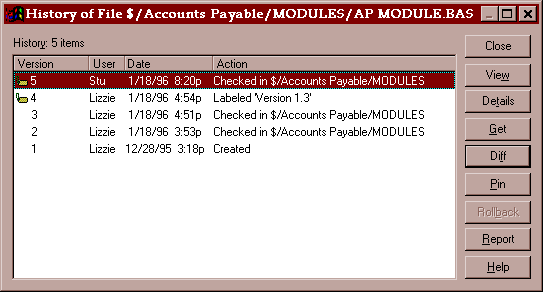 History of File $/Accounts Payable/MODULES/AP MODULE.BAS
History: 5 items
Close
Version User Date Action
5 Stu 1/18/96 8:20p Checked in $/Accounts Payable/MODULES
View
4 Lizzie 1/18/96 4:54p Labeled 'Version 1.3'
Details
3 Lizzie 1/18/96 4:51p Checked in $/Accounts Payable/MODULES
2 Lizzie 1/18/96 3:53p Checked in $/Accounts Payable/MODULES
Get
1 Lizzie 12/28/95 3:18p Created
Diff
Pin
Rollback
Report
Help